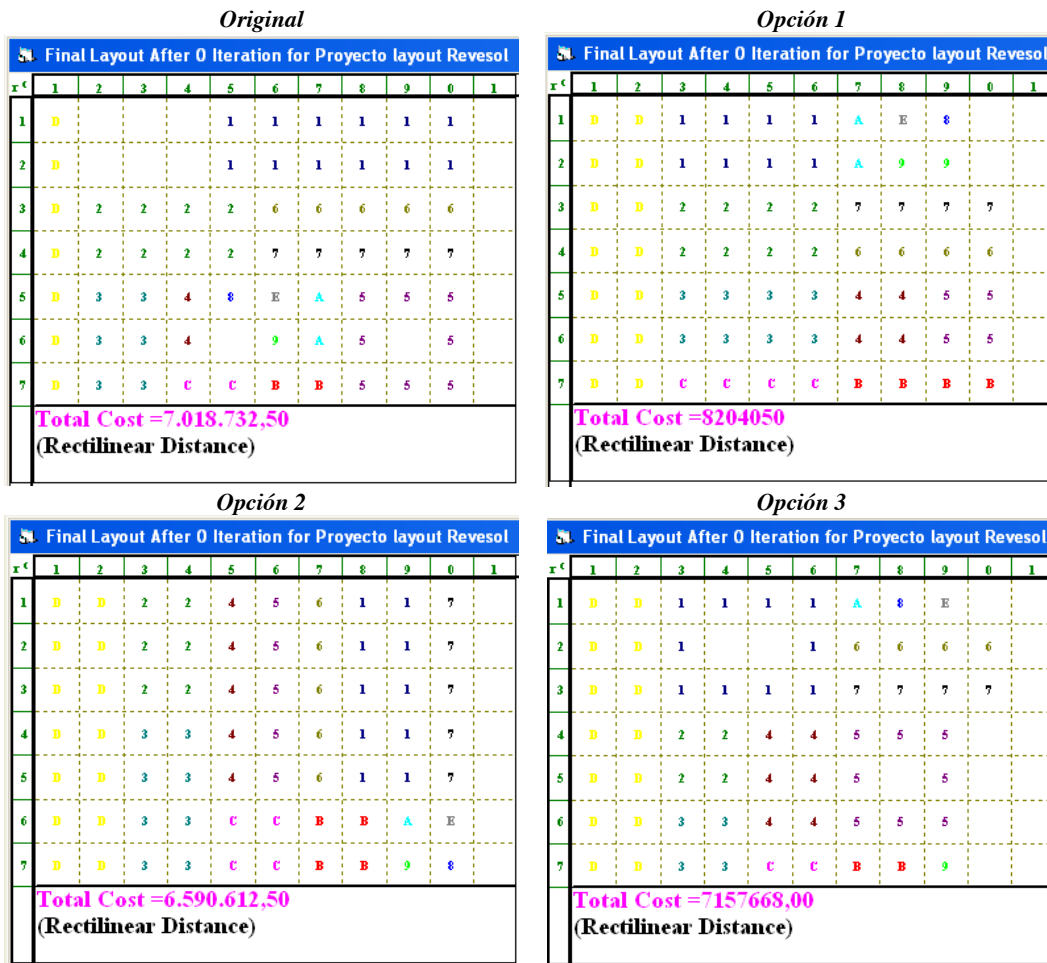 Original
Final Layout After 0 Iteration for Proyecto layout Revesol
r c 1 2 3 4 5 6 7 8 9 0 1
1 D 1 1 1 1 1 1
2 D 1 1 1 1 1 1
3 D 2 2 2 2 6 6 6 6 6
4 D 2 2 2 2 7 7 7 7 7
5 D 3 3 4 8 E A 5 5 5
6 D 3 3 4 9 A 5 5
7 D 3 3 C C B B 5 5 5
Total Cost =7.018.732,50
(Rectilinear Distance)
Opción 1
Final Layout After 0 Iteration for Proyecto layout Revesol
r c 1 2 3 4 5 6 7 8 9 0 1
1 D D 1 1 1 1 A E 8
2 D D 1 1 1 1 A 9 9
3 D D 2 2 2 2 7 7 7 7
4 D D 2 2 2 2 6 6 6 6
5 D D 3 3 3 3 4 4 5 5
6 D D 3 3 3 3 4 4 5 5
7 D D C C C C B B B B
Total Cost =8204050
(Rectilinear Distance)
Opción 2
Final Layout After 0 Iteration for Proyecto layout Revesol
r c 1 2 3 4 5 6 7 8 9 0 1
1 D D 2 2 4 5 6 1 1 7
2 D D 2 2 4 5 6 1 1 7
3 D D 2 2 4 5 6 1 1 7
4 D D 3 3 4 5 6 1 1 7
5 D D 3 3 4 5 6 1 1 7
6 D D 3 3 C C B B A E
7 D D 3 3 C C B B 9 8
Total Cost =6.590.612,50
(Rectilinear Distance)
Opción 3
Final Layout After 0 Iteration for Proyecto layout Revesol
r c 1 2 3 4 5 6 7 8 9 0 1
1 D D 1 1 1 1 A 8 E
2 D D 1 1 6 6 6 6
3 D D 1 1 1 1 7 7 7 7
4 D D 2 2 4 4 5 5 5
5 D D 2 2 4 4 5 5
6 D D 3 3 4 4 5 5 5
7 D D 3 3 C C B B 9
Total Cost =7157668,00
(Rectilinear Distance)